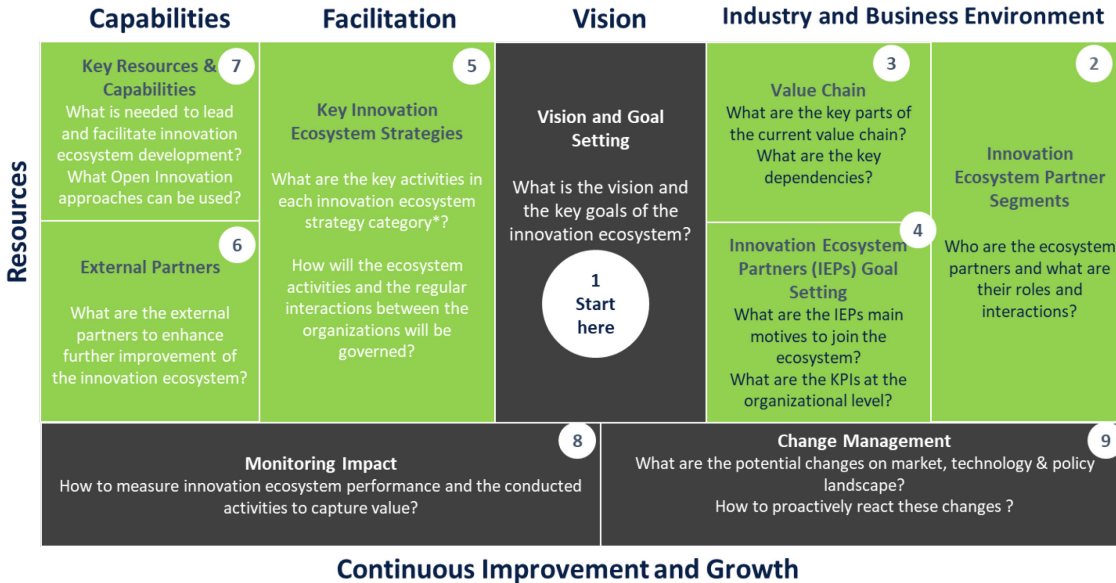 Capabilities
Facilitation
Vision
Industry and Business Environment
Resources
7
Key Resources &
Capabilities
What is needed to lead
and facilitate innovation
ecosystem development?
What Open Innovation
approaches can be used?
6
External Partners
What are the external
partners to enhance
further improvement of
the innovation ecosystem?
5
Key Innovation
Ecosystem Strategies
What are the key activities in
each innovation ecosystem
strategy category*?
How will the ecosystem
activities and the regular
interactions between the
organizations will be
governed?
Vision and Goal
Setting
What is the vision and
the key goals of the
innovation ecosystem?
1
Start
here
3
Value Chain
What are the key parts of
the current value chain?
What are the key
dependencies?
4
Innovation Ecosystem
Partners (IEPs) Goal
Setting
What are the IEPs main
motives to join the
ecosystem?
What are the KPIs at the
organizational level?
2
Innovation
Ecosystem Partner
Segments
Who are the ecosystem
partners and what are
their roles and
interactions?
8
Monitoring Impact
How to measure innovation ecosystem performance and the conducted
activities to capture value?
9
Change Management
What are the potential changes on market, technology & policy
landscape?
How to proactively react these changes ?
Continuous Improvement and Growth